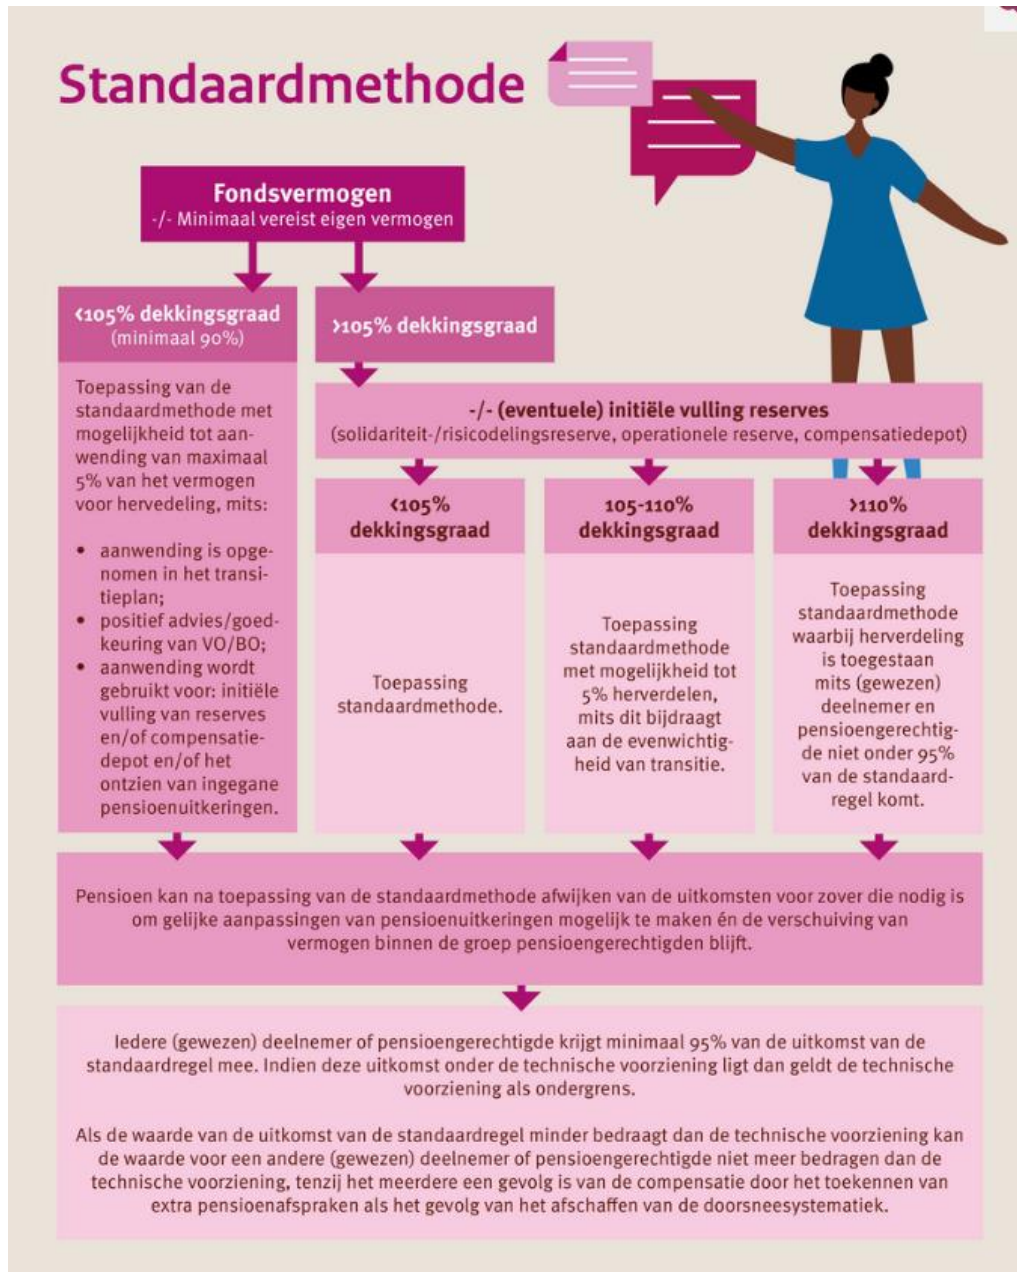 Standaardmethode
Fondsvermogen
-/- Minimaal vereist eigen vermogen
<105% dekkingsgraad
(minimaal 90%)
>105% dekkingsgraad
Toepassing van de
standaardmethode met
mogelijkheid tot aan-
wending van maximaal
5% van het vermogen
voor hervedeling, mits:
• aanwending is opge-
nomen in het transi-
tieplan;
• positief advies/goed-
keuring van VO/BO;
• aanwending wordt
gebruikt voor: initiële
vulling van reserves
en/of compensatie-
depot en/of het
ontzien van ingegane
pensioenuitkeringen.
-/- (eventuele) initiële vulling reserves
(solidariteit-/risicodelingsreserve, operationele reserve, compensatiedepot)
<105%
dekkingsgraad
Toepassing
standaardmethode.
105-110%
dekkingsgraad
Toepassing
standaardmethode
met mogelijkheid tot
5% herverdelen,
mits dit bijdraagt
aan de evenwichtig-
heid van transitie.
>110%
dekkingsgraad
Toepassing
standaardmethode
waarbij herverdeling
is toegestaan
mits (gewezen)
deelnemer en
pensioengerechtig-
de niet onder 95%
van de standaard-
regel komt.
Pensioen kan na toepassing van de standaardmethode afwijken van de uitkomsten voor zover die nodig is
om gelijke aanpassingen van pensioenuitkeringen mogelijk te maken én de verschuiving van
vermogen binnen de groep pensioengerechtigden blijft.
Iedere (gewezen) deelnemer of pensioengerechtigde krijgt minimaal 95% van de uitkomst van de
standaardregel mee. Indien deze uitkomst onder de technische voorziening ligt dan geldt de technische
voorziening als ondergrens.
Als de waarde van de uitkomst van de standaardregel minder bedraagt dan de technische voorziening kan
de waarde voor een andere (gewezen) deelnemer of pensioengerechtigde niet meer bedragen dan de
technische voorziening, tenzij het meerdere een gevolg is van de compensatie door het toekennen van
extra pensioenafspraken als het gevolg van het afschaffen van de doorsneesystematiek.